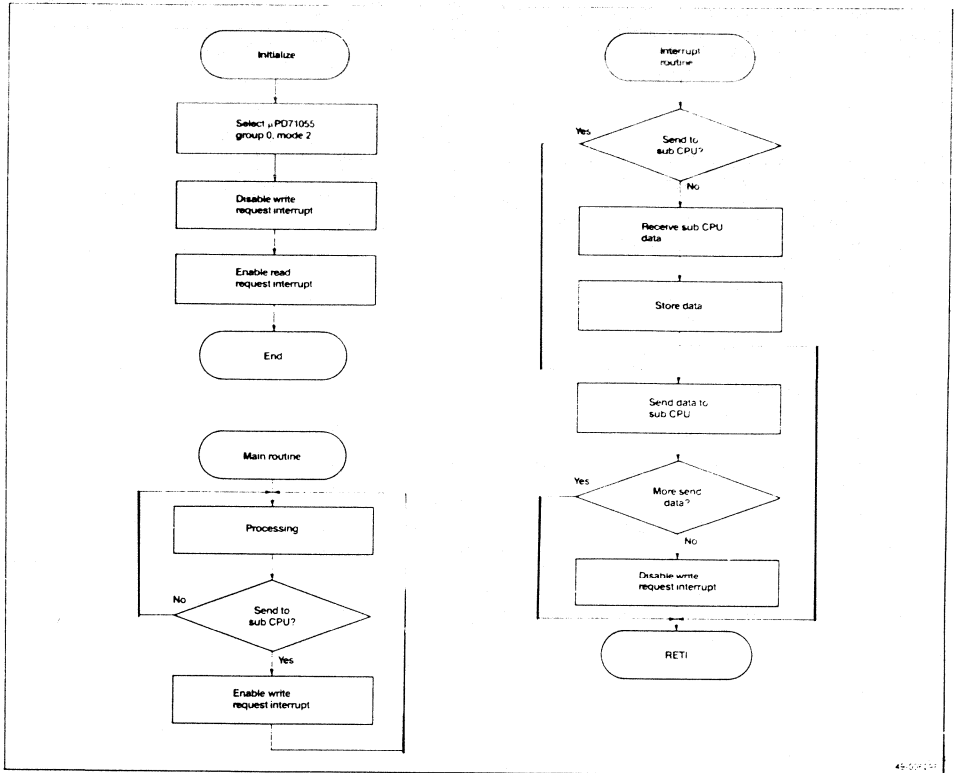 Initialize
Select μPD71055
group 0, mode 2
Disable write
request interrupt
Enable read
request interrupt
End
Main routine
Processing
No
Send to
sub CPU?
Yes
Enable write
request interrupt
Interrupt
routine
Yes
Send to
sub CPU?
No
Receive sub CPU
data
Store data
Send data to
sub CPU
Yes
More send
data?
No
Disable write
request interrupt
RETI